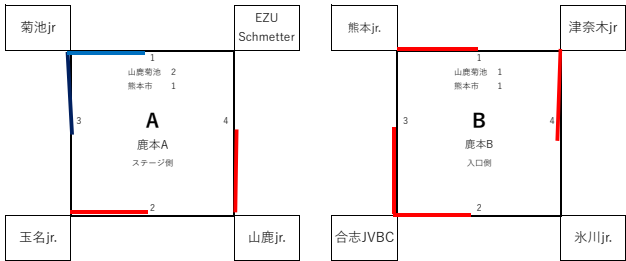 菊池jr
EZU
Schmetter
1
山鹿菊池 2
熊本市 1
3
A
4
鹿本A
ステージ側
2
玉名jr.
山鹿jr.
熊本jr.
津奈木jr
1
山鹿菊池 1
熊本市 1
3
B
4
鹿本B
入口側
2
合志JVBC
氷川jr.